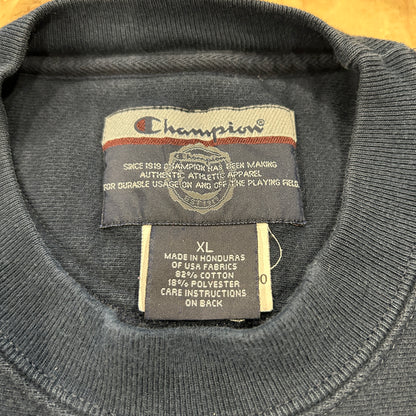 Champion®
SINCE 1919 CHAMPION HAS BEEN MAKING
AUTHENTIC ATHLETIC APPAREL
FOR DURABLE USAGE ON AND OFF THE PLAYING FIELD.
XL
MADE IN HONDURAS
OF USA FABRICS
82% COTTON
18% POLYESTER
CARE INSTRUCTIONS
ON BACK
0